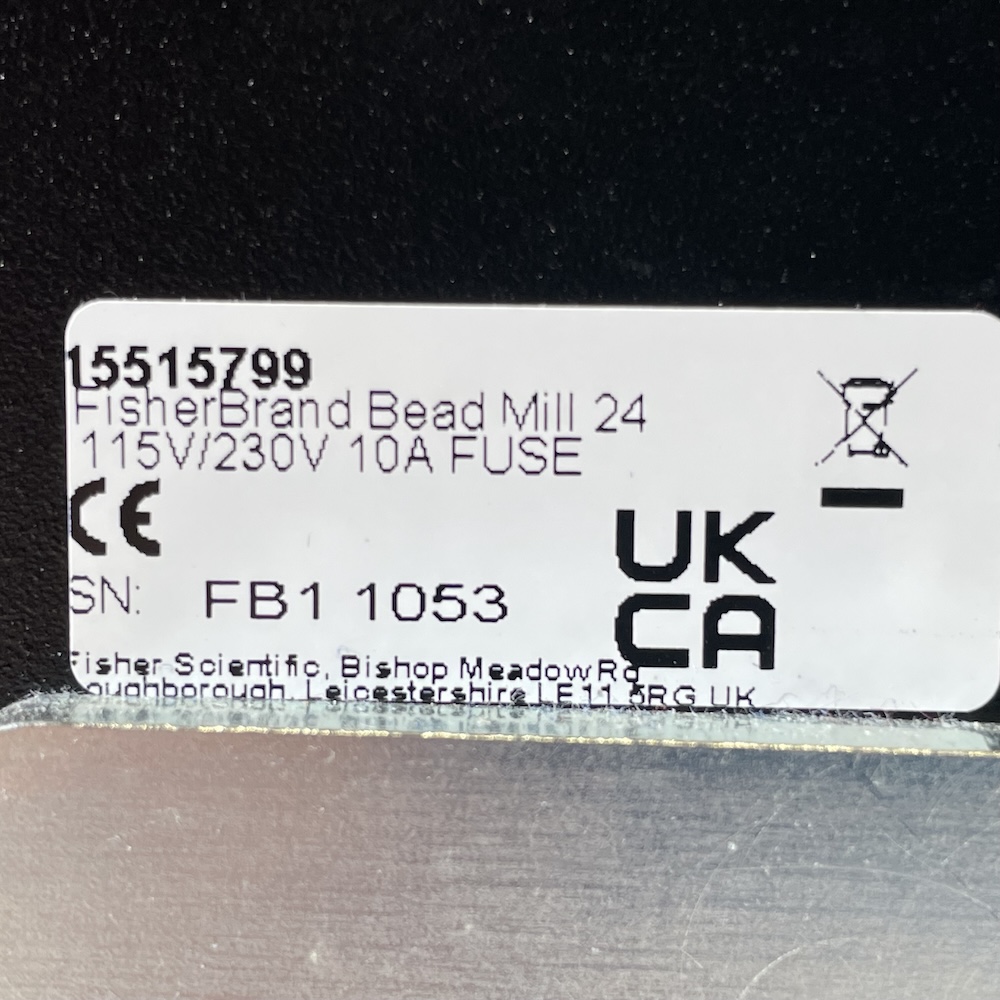 15515799
FisherBrand Bead Mill 24
115V/230V 10A FUSE
CE
UK
CA
SN: FB1 1053
Fisher Scientific, Bishop Meadow Rd
Loughborough, Leicestershire LE11 5RG UK